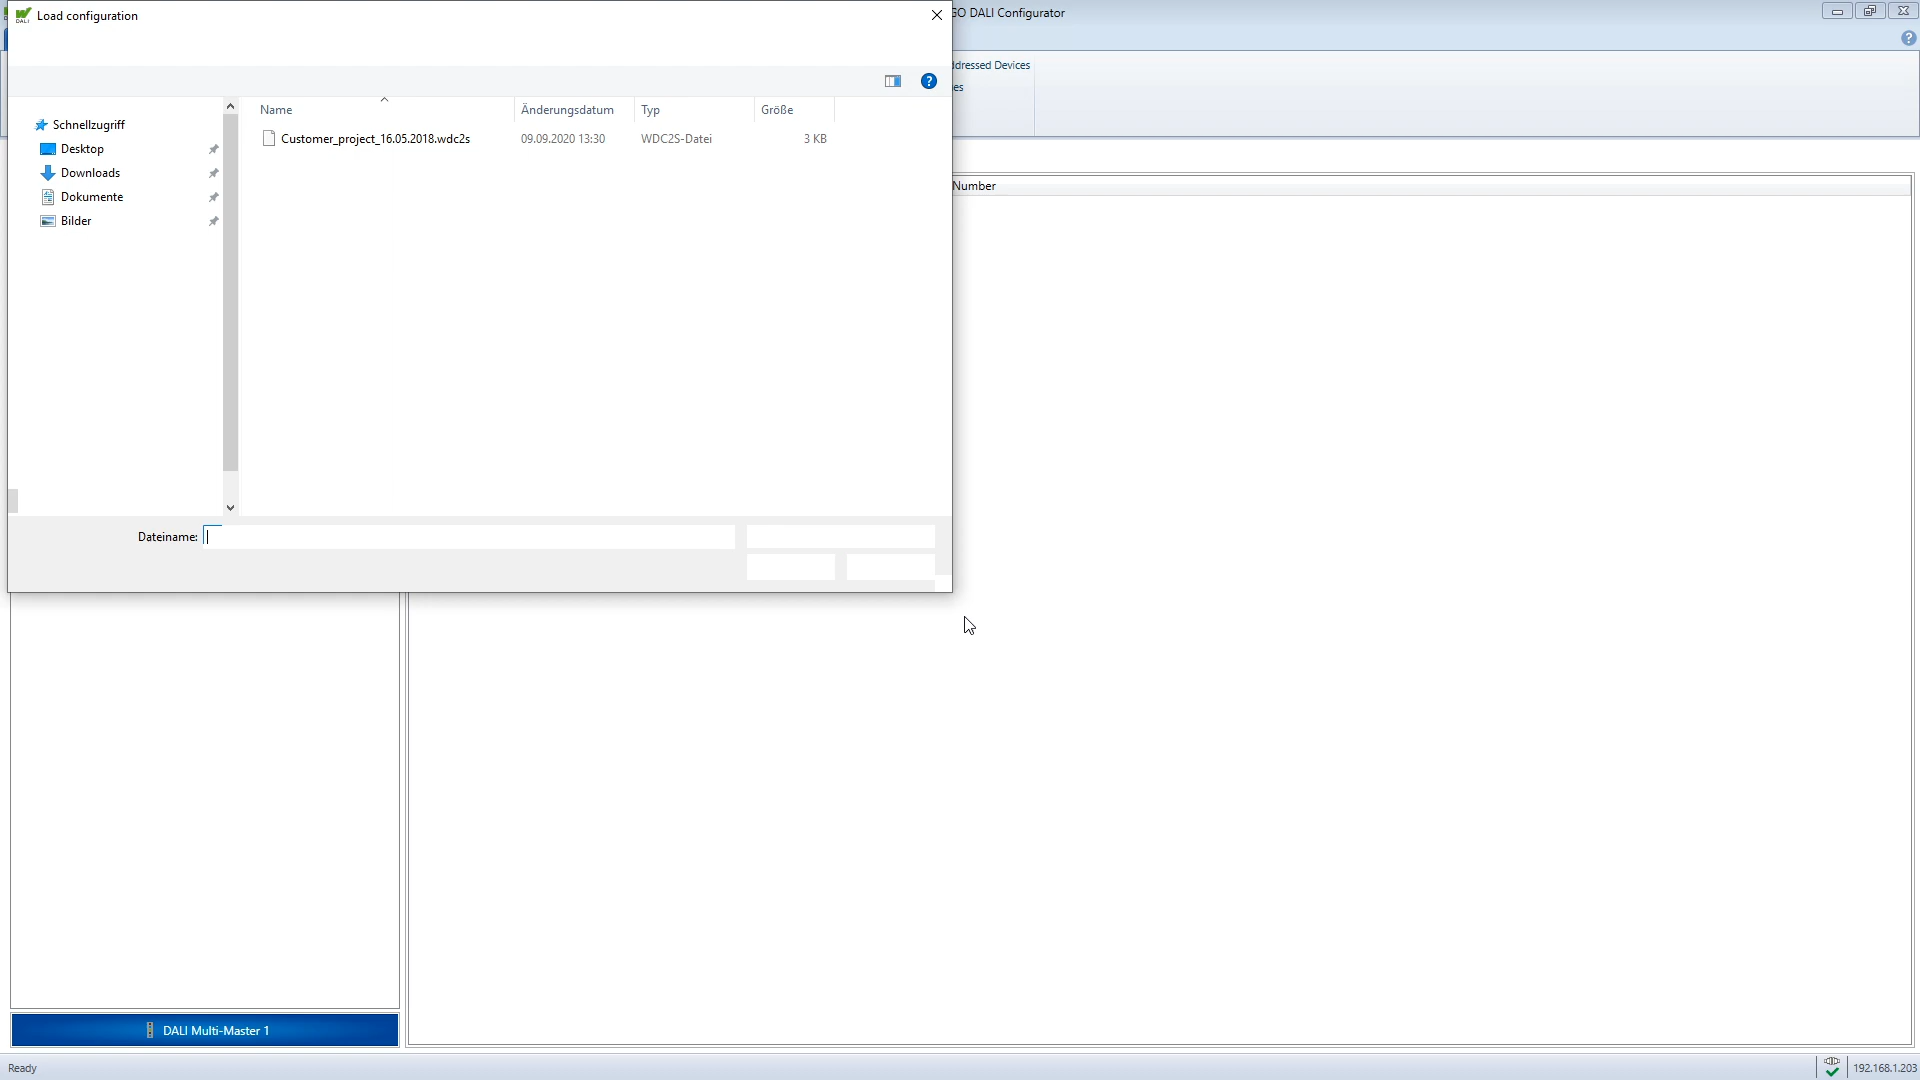 Load configuration
GO DALI Configurator
ddressed Devices
es
Name
Änderungsdatum
Typ
Größe
Schnellzugriff
Customer_project_16.05.2018.wdc2s
09.09.2020 13:30
WDC2S-Datei
3 KB
Desktop
Downloads
Number
Dokumente
Bilder
Dateiname:
DALI Multi-Master 1
Ready
192.168.1.203